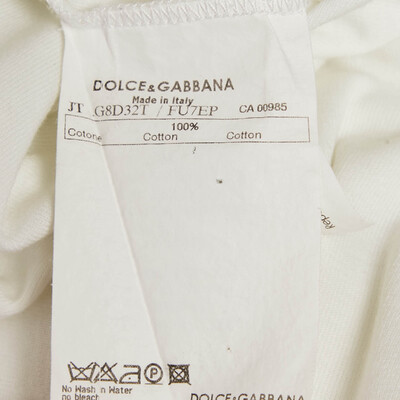 DOLCE&GABBANA
Made in Italy
JT G8D32T / FU7EP CA 00985
100%
Cotone Cotton Cotton
P
No Wash in Water
no bleach
DOLCE&GABBANA